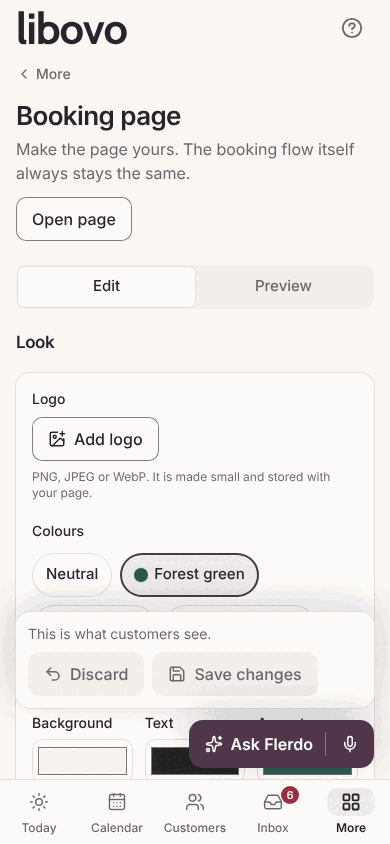 libovo
More
Booking page
Make the page yours. The booking flow itself
always stays the same.
Open page
Edit
Preview
Look
Logo
Add logo
PNG, JPEG or WebP. It is made small and stored with
your page.
Colours
Neutral
Forest green
This is what customers see.
Discard
Save changes
Background
Text
Ask Flerdo
Today
Calendar
Customers
6
Inbox
More